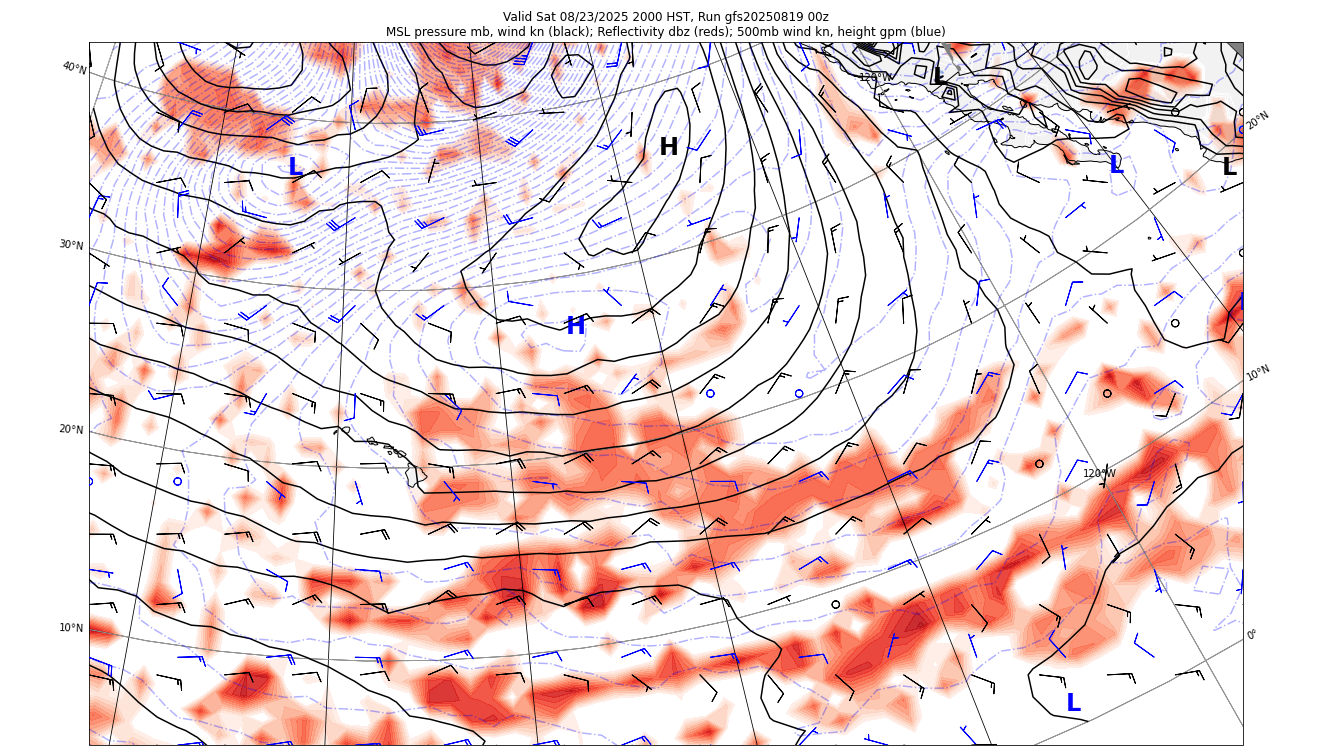 Valid Sat 08/23/2025 2000 HST, Run gfs20250819 00z
MSL pressure mb, wind kn (black); Reflectivity dbz (reds); 500mb wind kn, height gpm (blue)
40°N
120°W
L
20°N
H
L
L
L
30°N
H
10°N
20°N
120°W
10°N
0°
L